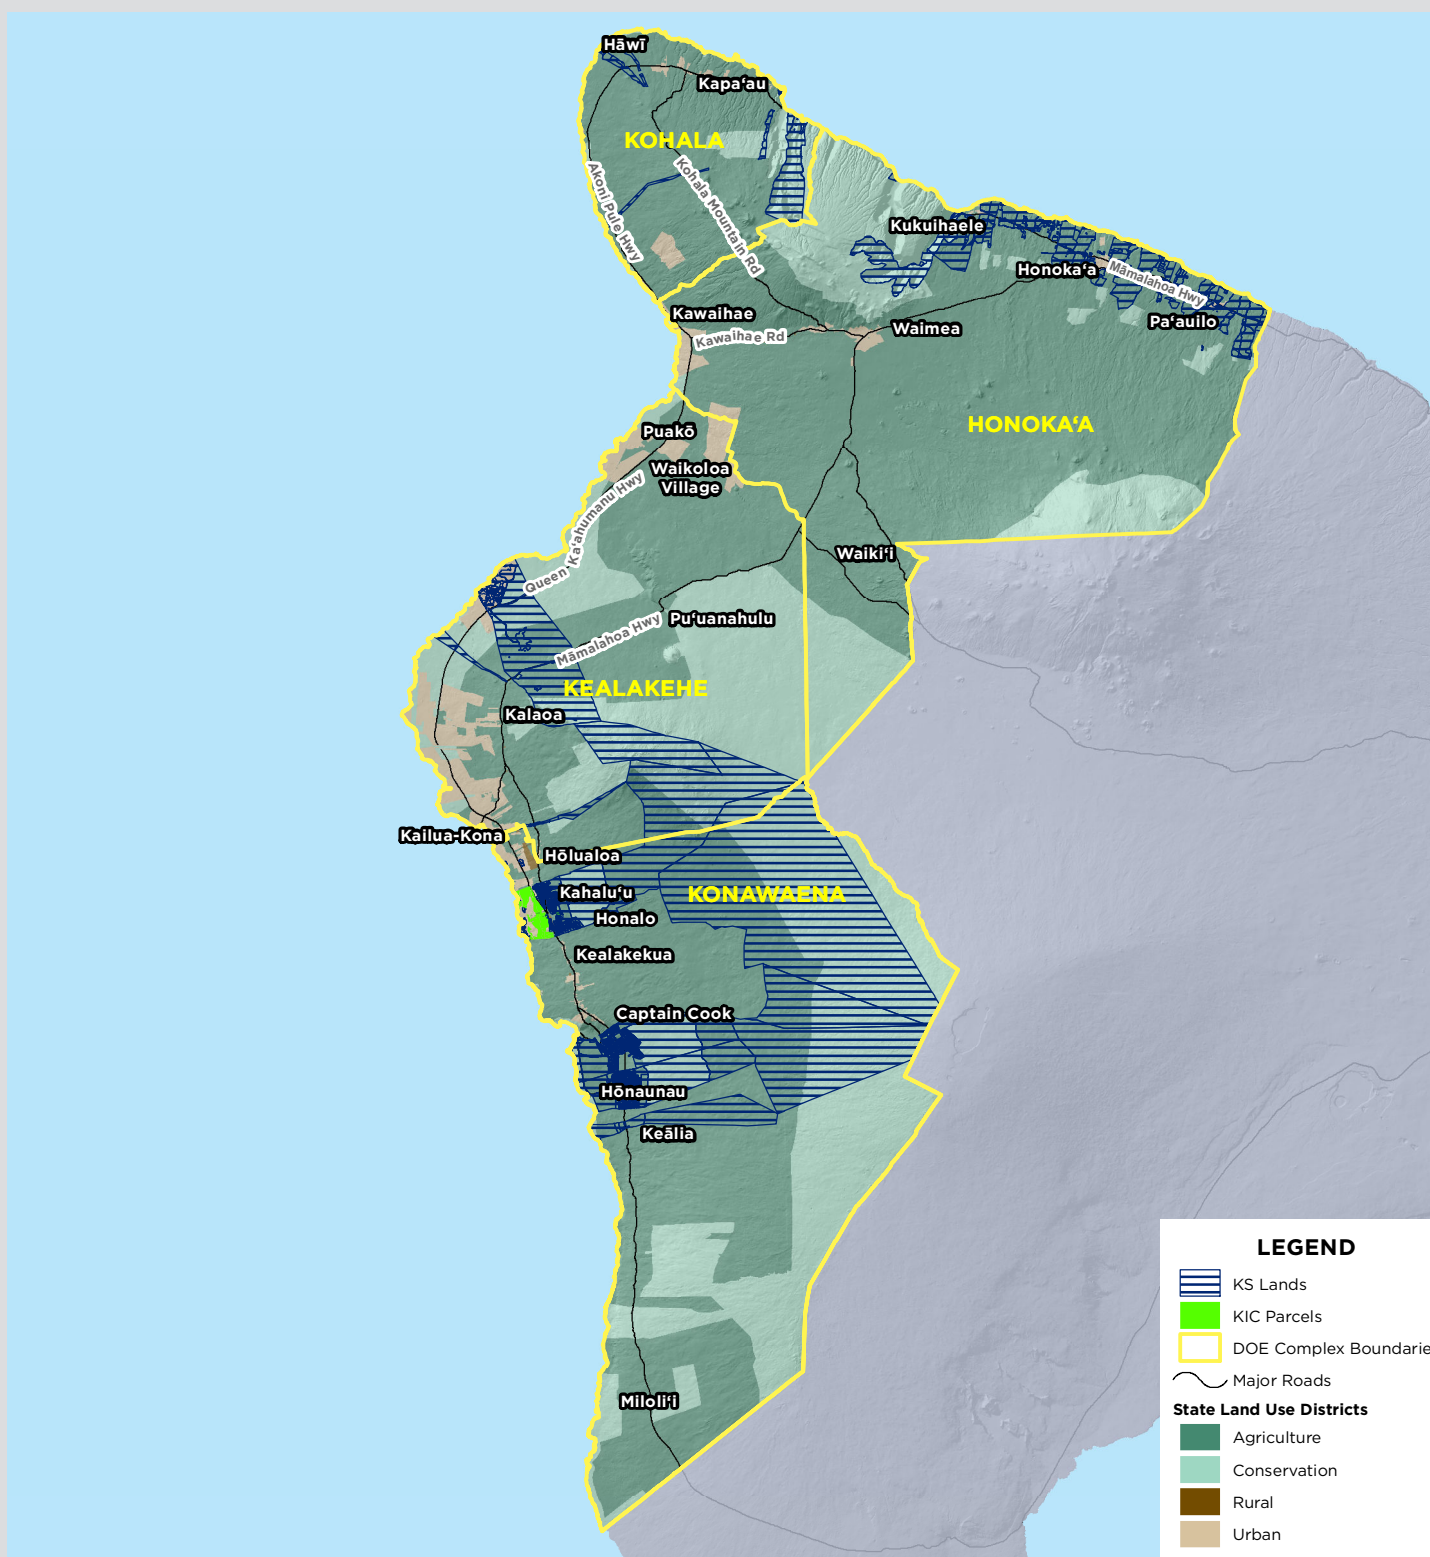 Hāwī
Kapaʻau
KOHALA
Akoni Pule Hwy
Kohala Mountain Rd
Kukuihaele
Honokaʻa
Māmalahoa Hwy
Paʻauilo
Kawaihae
Kawaihae Rd
Waimea
HONOKAʻA
Puakō
Waikoloa
Village
Queen Kaʻahumanu Hwy
Waikiʻi
Puʻuanahulu
Māmalahoa Hwy
KEALAKEHE
Kalaoa
Kailua-Kona
Hōlualoa
Kahaluʻu
KONAWAENA
Honalo
Kealakekua
Captain Cook
Hōnaunau
Keālia
Miloliʻi
LEGEND
KS Lands
KIC Parcels
DOE Complex Boundarie
Major Roads
State Land Use Districts
Agriculture
Conservation
Rural
Urban